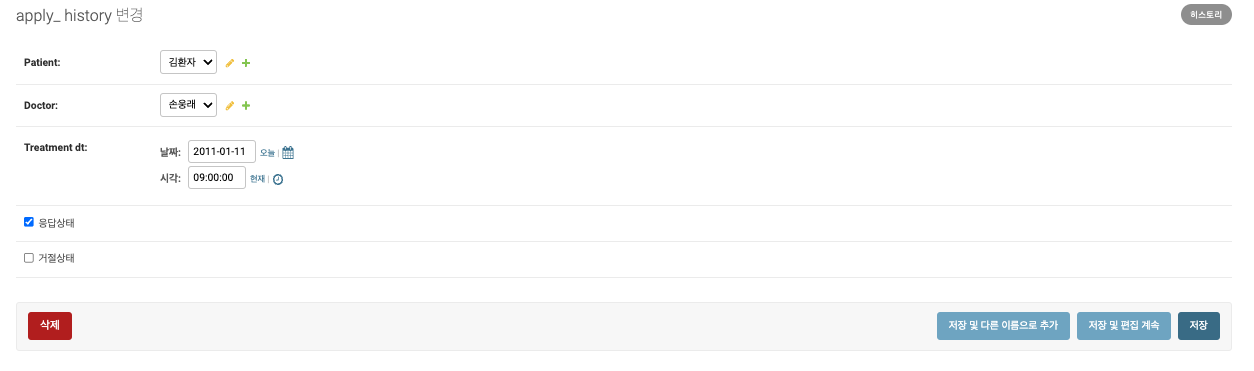 apply_ history 변경
히스토리
Patient: 김환자
Doctor: 손웅래
Treatment dt: 날짜: 2011-01-11 오늘 |
시각: 09:00:00 현재 |
응답상태
거절상태
삭제 저장 및 다른 이름으로 추가 저장 및 편집 계속 저장